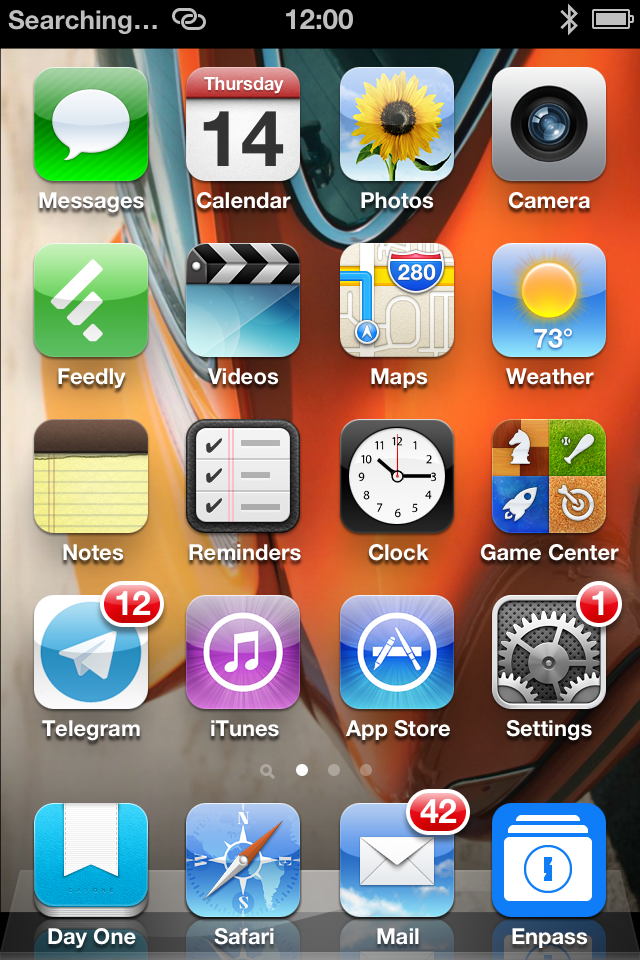 Searching... 12:00
Thursday
14
Messages Calendar Photos Camera
280
73°
Feedly Videos Maps Weather
11 12 1
10 2
9 3
8 4
7 6 5
Notes Reminders Clock Game Center
12 1
Telegram iTunes App Store Settings
42
N
W E
S
DAY ONE
Day One Safari Mail Enpass